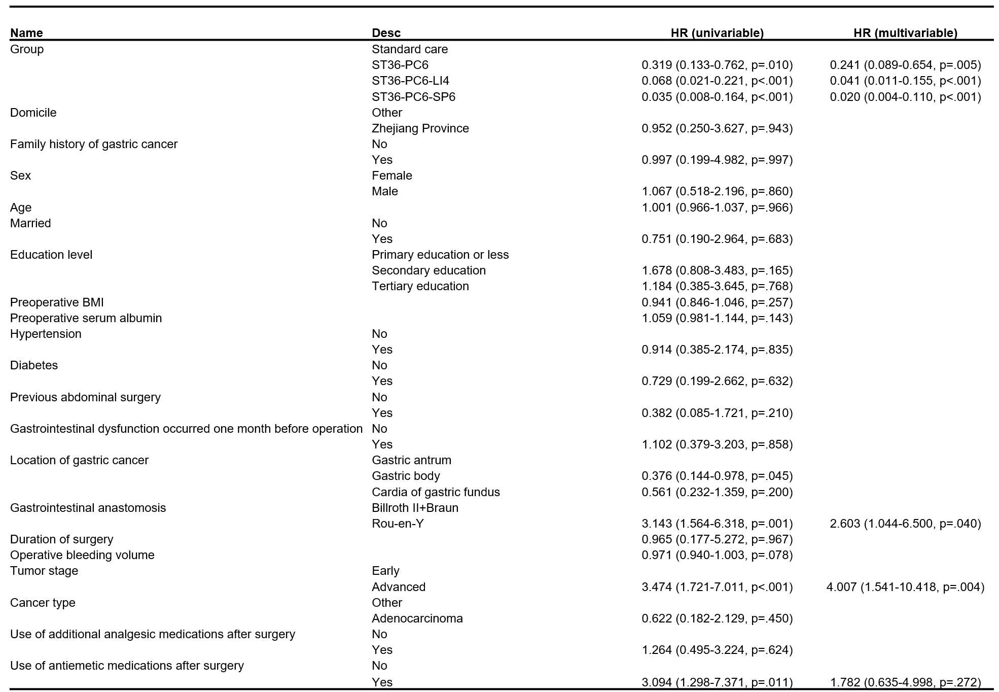 Name Desc HR (univariable) HR (multivariable)
Group Standard care
ST36-PC6 0.319 (0.133-0.762, p=.010) 0.241 (0.089-0.654, p=.005)
ST36-PC6-LI4 0.068 (0.021-0.221, p<.001) 0.041 (0.011-0.155, p<.001)
ST36-PC6-SP6 0.035 (0.008-0.164, p<.001) 0.020 (0.004-0.110, p<.001)
Domicile Other
Zhejiang Province 0.952 (0.250-3.627, p=.943)
Family history of gastric cancer No
Yes 0.997 (0.199-4.982, p=.997)
Sex Female
Male 1.067 (0.518-2.196, p=.860)
Age 1.001 (0.966-1.037, p=.966)
Married No
Yes 0.751 (0.190-2.964, p=.683)
Education level Primary education or less
Secondary education 1.678 (0.808-3.483, p=.165)
Tertiary education 1.184 (0.385-3.645, p=.768)
Preoperative BMI 0.941 (0.846-1.046, p=.257)
Preoperative serum albumin 1.059 (0.981-1.144, p=.143)
Hypertension No
Yes 0.914 (0.385-2.174, p=.835)
Diabetes No
Yes 0.729 (0.199-2.662, p=.632)
Previous abdominal surgery No
Yes 0.382 (0.085-1.721, p=.210)
Gastrointestinal dysfunction occurred one month before operation No
Yes 1.102 (0.379-3.203, p=.858)
Location of gastric cancer Gastric antrum
Gastric body 0.376 (0.144-0.978, p=.045)
Cardia of gastric fundus 0.561 (0.232-1.359, p=.200)
Gastrointestinal anastomosis Billroth II+Braun
Rou-en-Y 3.143 (1.564-6.318, p=.001) 2.603 (1.044-6.500, p=.040)
Duration of surgery 0.965 (0.177-5.272, p=.967)
Operative bleeding volume 0.971 (0.940-1.003, p=.078)
Tumor stage Early
Advanced 3.474 (1.721-7.011, p<.001) 4.007 (1.541-10.418, p=.004)
Cancer type Other
Adenocarcinoma 0.622 (0.182-2.129, p=.450)
Use of additional analgesic medications after surgery No
Yes 1.264 (0.495-3.224, p=.624)
Use of antiemetic medications after surgery No
Yes 3.094 (1.298-7.371, p=.011) 1.782 (0.635-4.998, p=.272)